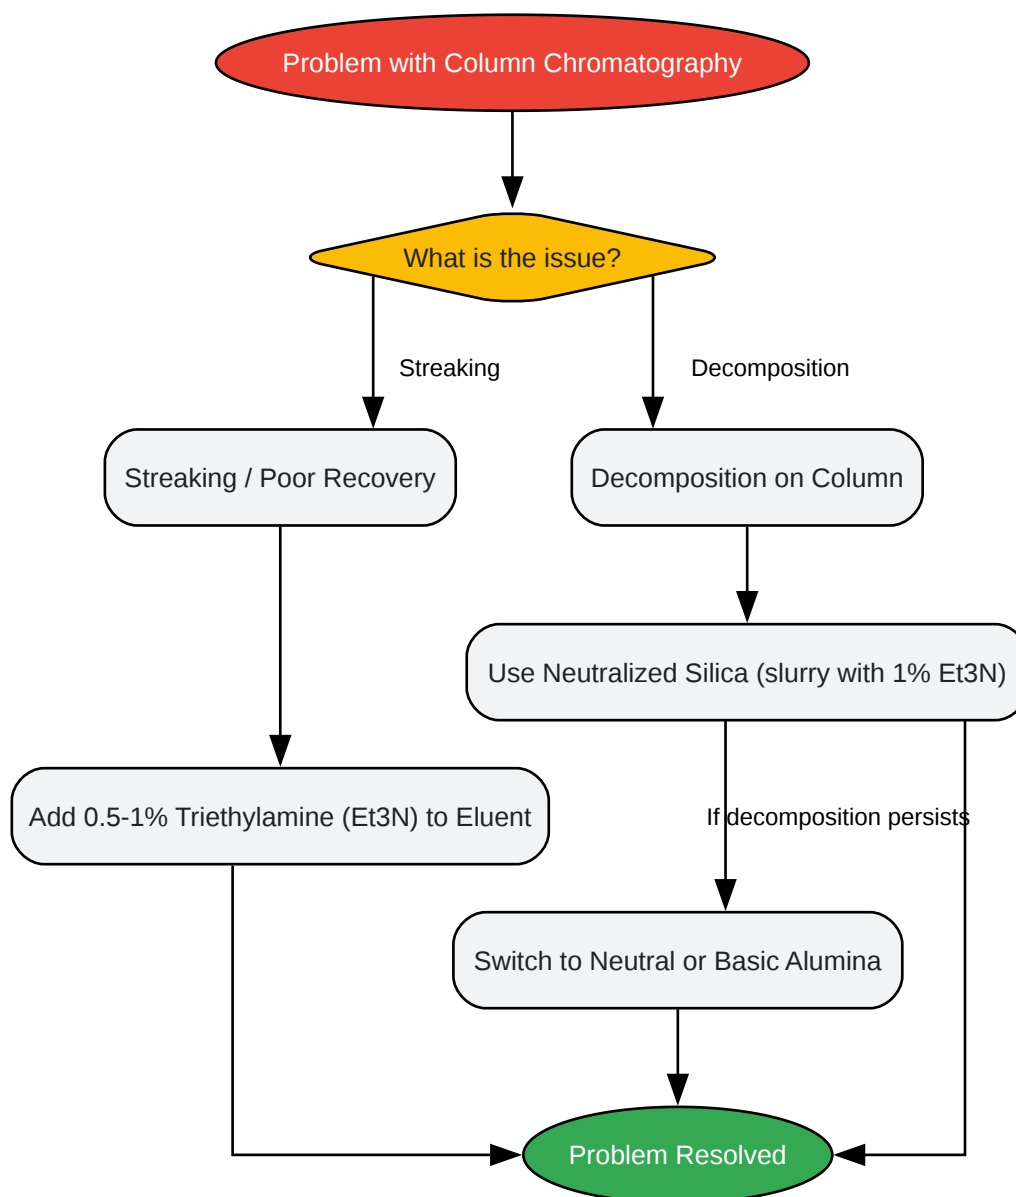 Problem with Column Chromatography
What is the issue?
Streaking
Decomposition
Streaking / Poor Recovery
Decomposition on Column
Use Neutralized Silica (slurry with 1% Et3N)
Add 0.5-1% Triethylamine (Et3N) to Eluent
If decomposition persists
Switch to Neutral or Basic Alumina
Problem Resolved